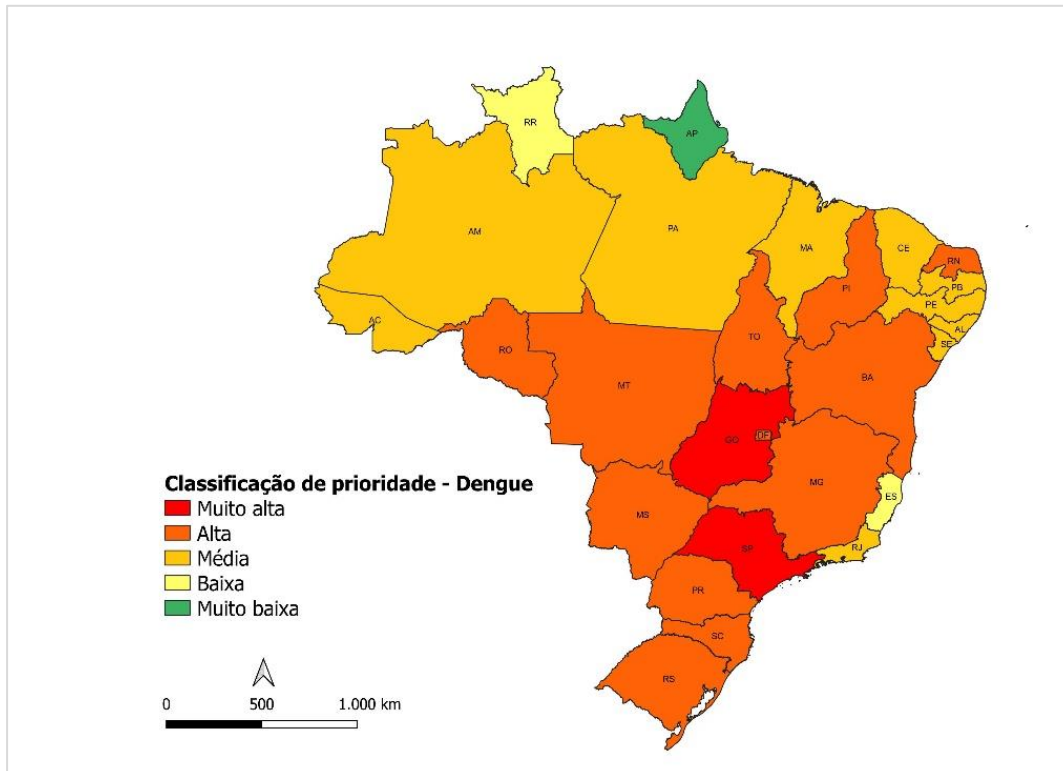 RR
AP
AM
PA
MA
CE
RN
PB
PE
AL
SE
PI
AC
RO
TO
MT
BA
GO
DF
MG
ES
MS
SP
RJ
PR
SC
RS
Classificação de prioridade - Dengue
Muito alta
Alta
Média
Baixa
Muito baixa
0 500 1.000 km